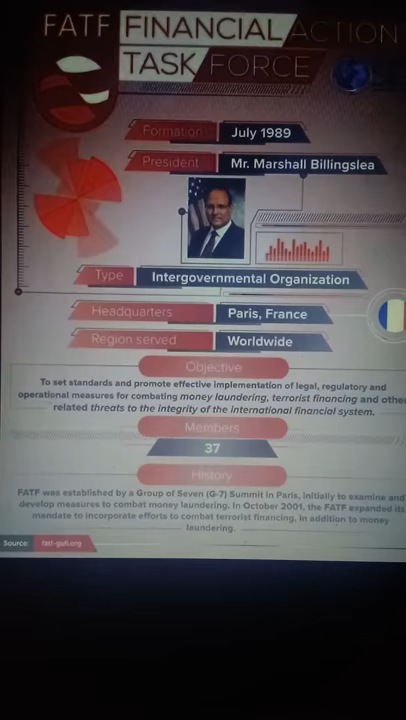 FATF FINANCIAL ACTION
TASK FORCE
Formation July 1989
President Mr. Marshall Billingslea
Type Intergovernmental Organization
Headquarters Paris, France
Region served Worldwide
Objective
To set standards and promote effective implementation of legal, regulatory and
operational measures for combating money laundering, terrorist financing and other
related threats to the integrity of the international financial system.
Members
37
History
FATF was established by a Group of Seven (G-7) Summit in Paris, initially to examine and
develop measures to combat money laundering. In October 2001, the FATF expanded its
mandate to incorporate efforts to combat terrorist financing, in addition to money
laundering.
Source: fatf-gafi.org